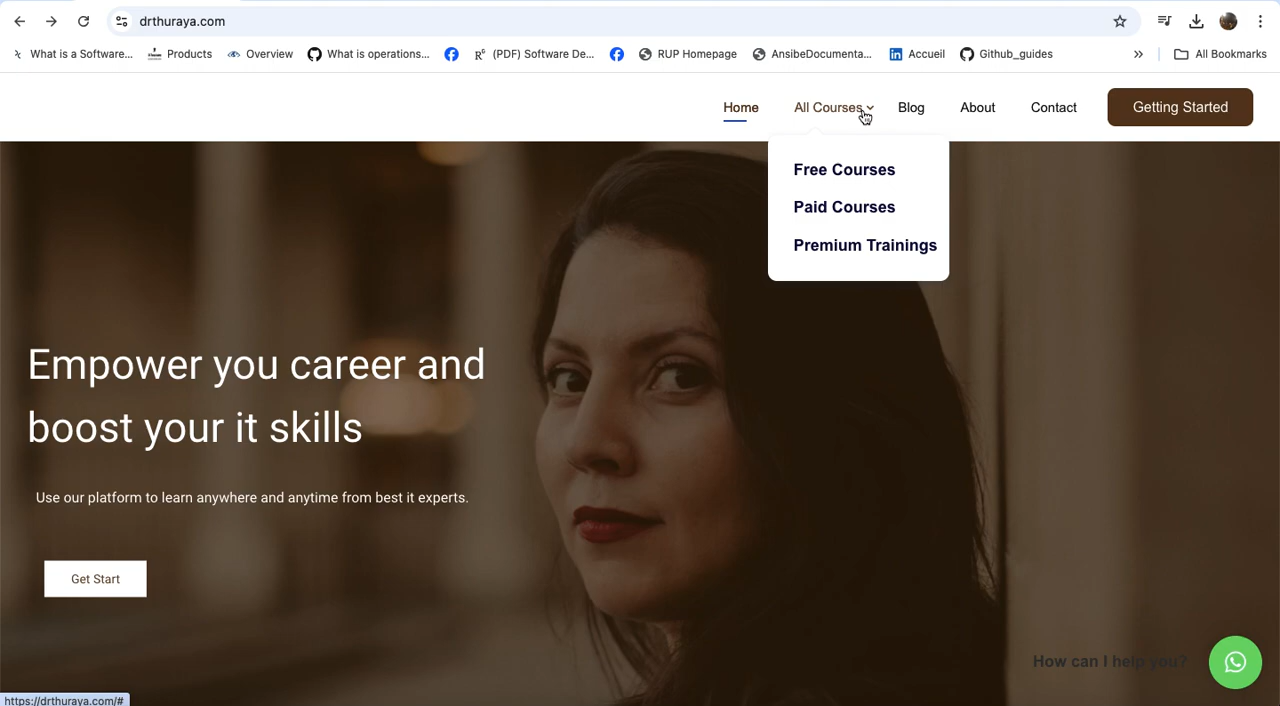 drthuraya.com
What is a Software...
Products
Overview
What is operations...
(PDF) Software De...
RUP Homepage
AnsibeDocumenta...
Accueil
Github_guides
»
All Bookmarks
Home
All Courses
Blog
About
Contact
Getting Started
Free Courses
Paid Courses
Premium Trainings
Empower you career and
boost your it skills
Use our platform to learn anywhere and anytime from best it experts.
Get Start
How can I help you?
https://drthuraya.com/#